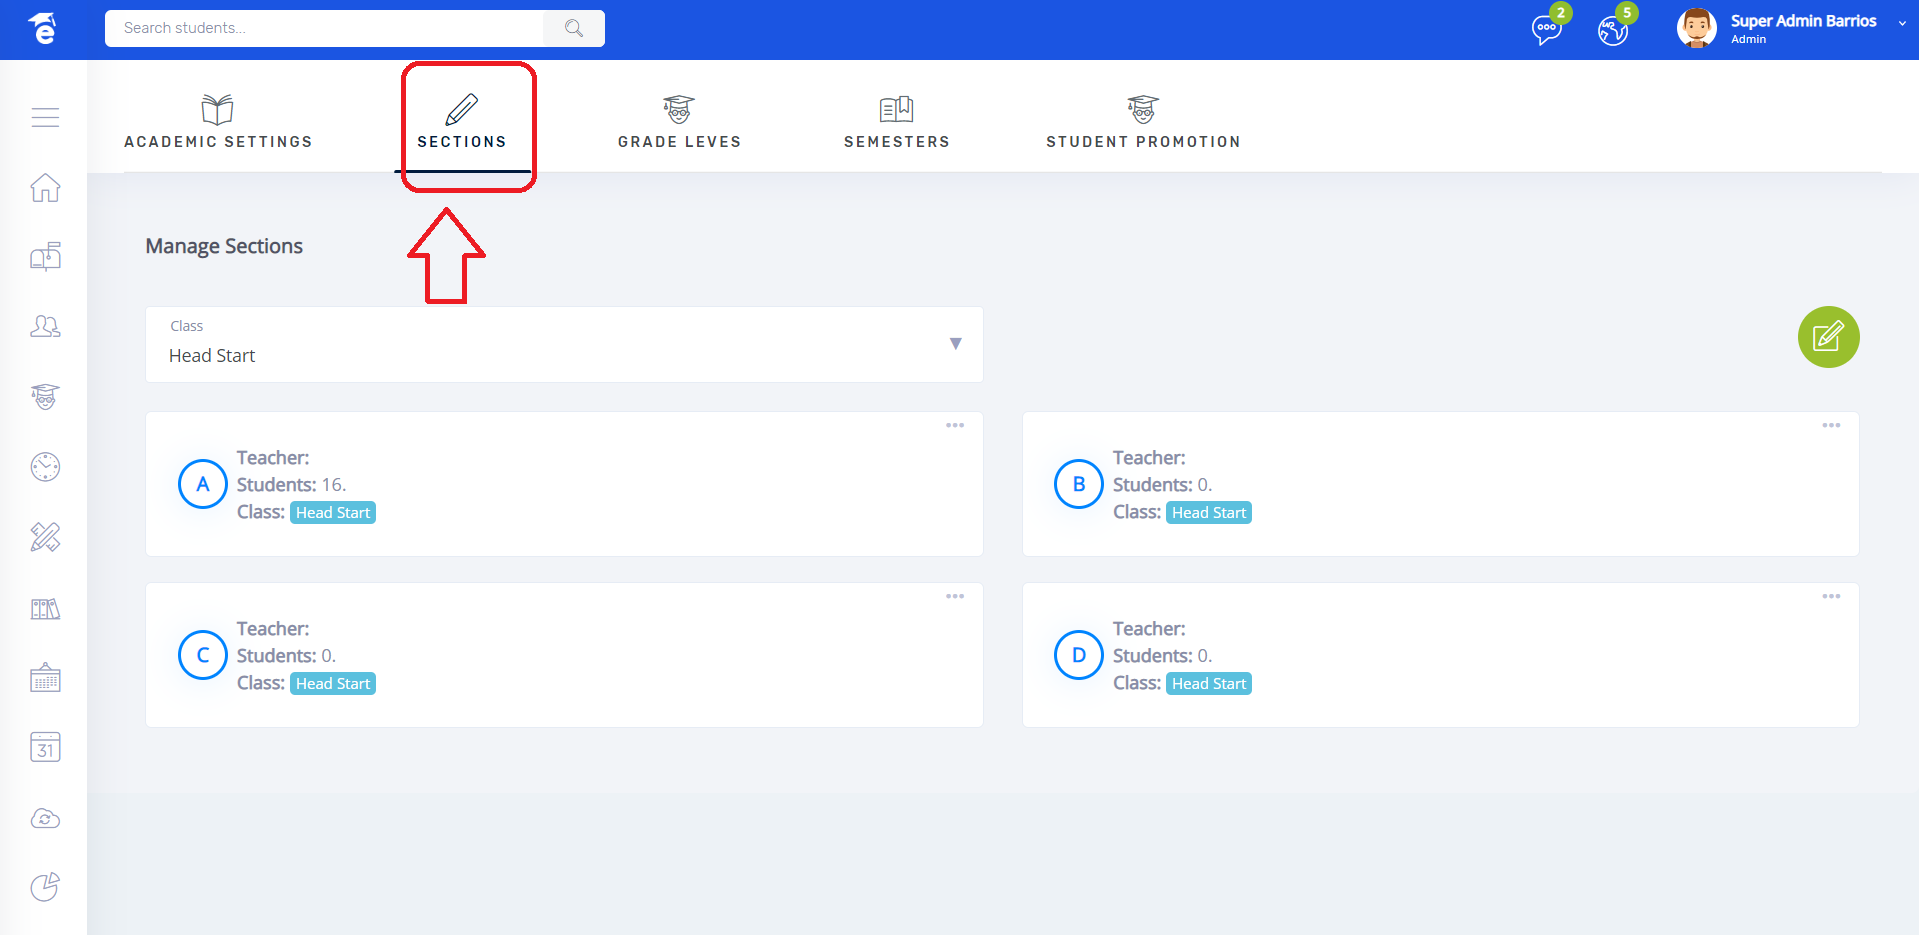 e
Search students...
2
5
Super Admin Barrios
Admin
ACADEMIC SETTINGS
SECTIONS
GRADE LEVES
SEMESTERS
STUDENT PROMOTION
Manage Sections
Class
Head Start
A
Teacher:
Students: 16.
Class: Head Start
B
Teacher:
Students: 0.
Class: Head Start
C
Teacher:
Students: 0.
Class: Head Start
D
Teacher:
Students: 0.
Class: Head Start
31